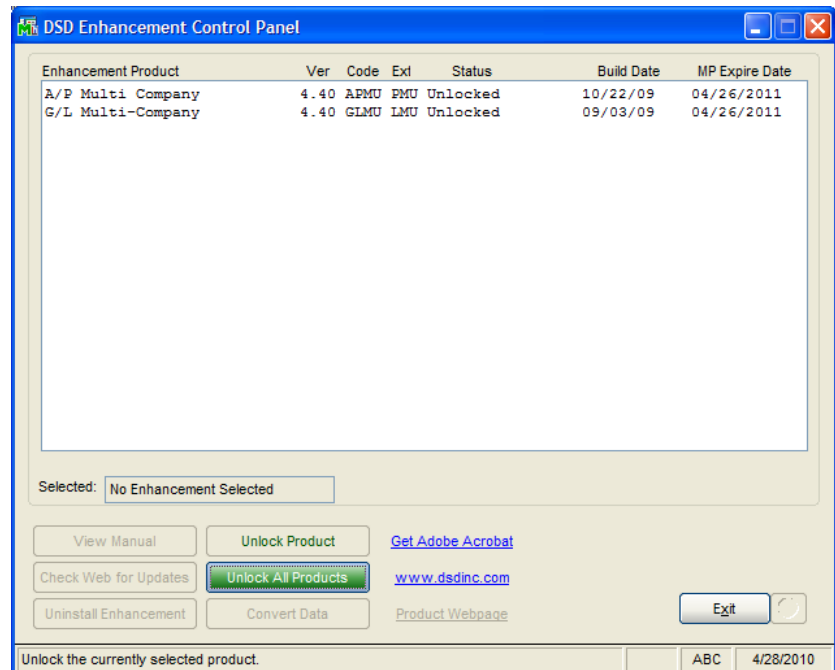 DSD Enhancement Control Panel
Enhancement Product Ver Code Ext Status Build Date MP Expire Date
A/P Multi Company 4.40 APMU PMU Unlocked 10/22/09 04/26/2011
G/L Multi-Company 4.40 GLMU LMU Unlocked 09/03/09 04/26/2011
Selected: No Enhancement Selected
View Manual Unlock Product Get Adobe Acrobat
Check Web for Updates Unlock All Products www.dsdinc.com
Uninstall Enhancement Convert Data Product Webpage Exit
Unlock the currently selected product. ABC 4/28/2010